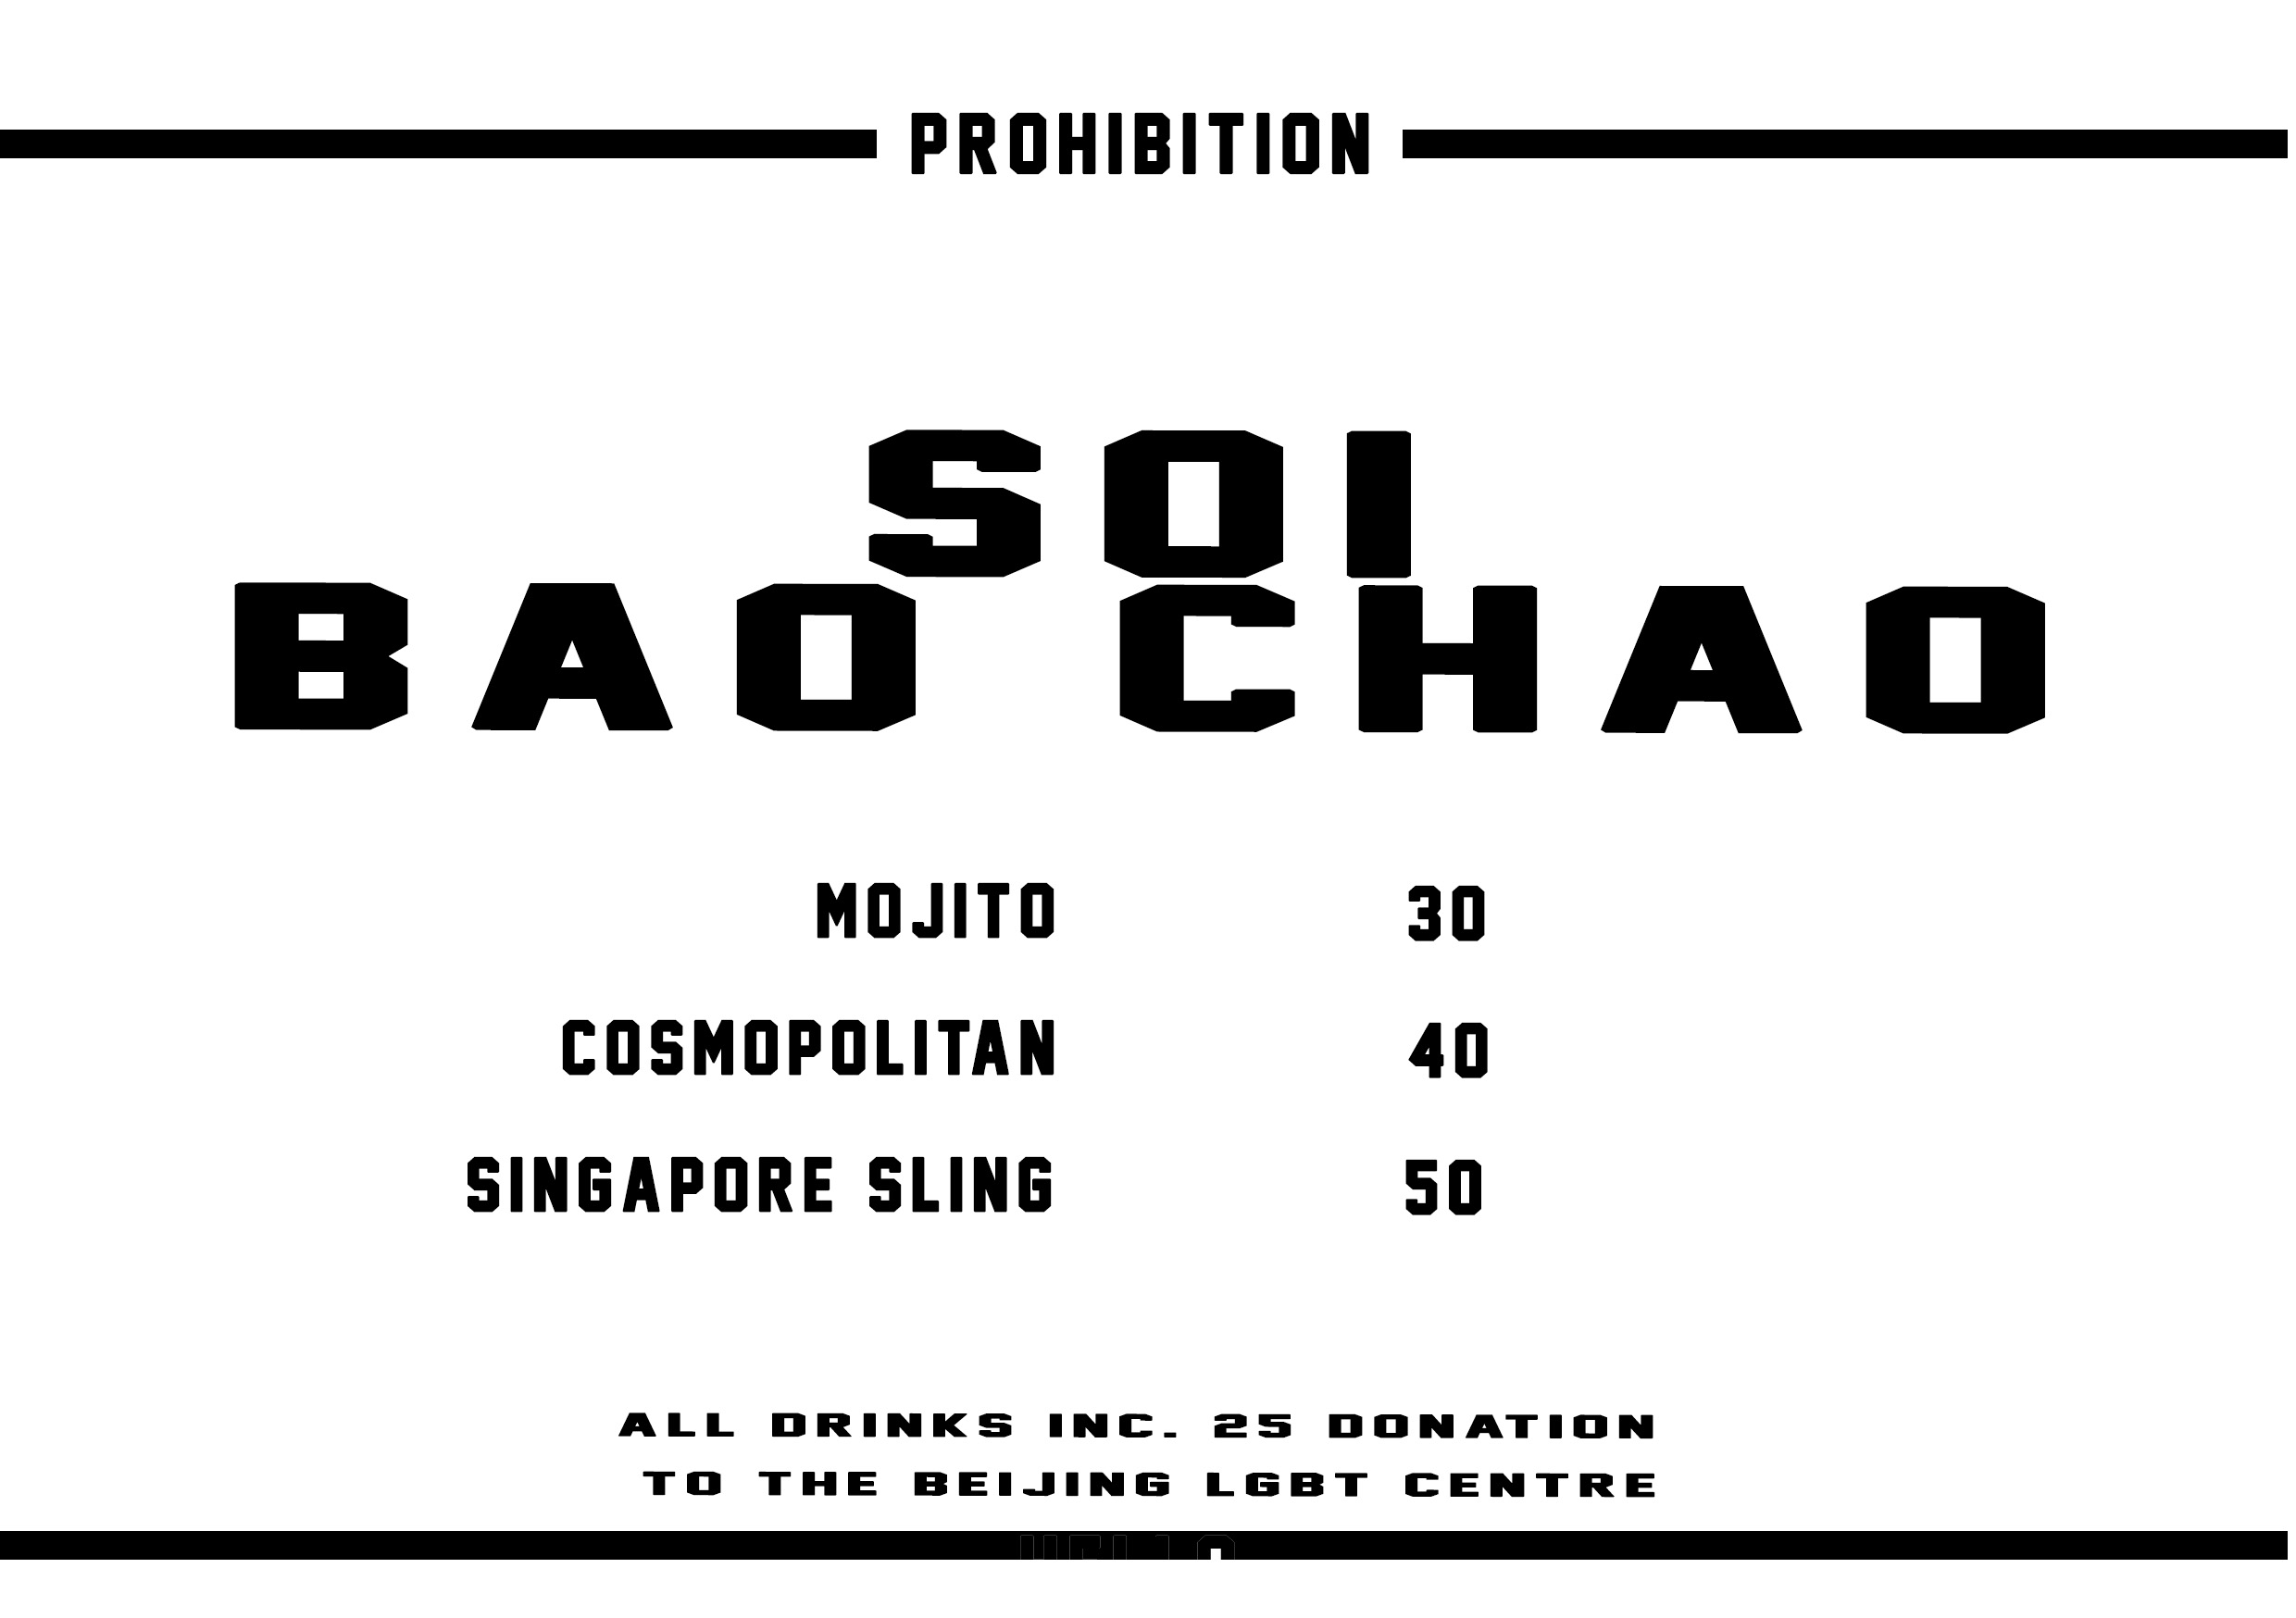 PROHIBITION
SOI
BAO CHAO
MOJITO 30
COSMOPOLITAN 40
SINGAPORE SLING 50
ALL DRINKS INC. 25 DONATION
TO THE BEIJING LGBT CENTRE